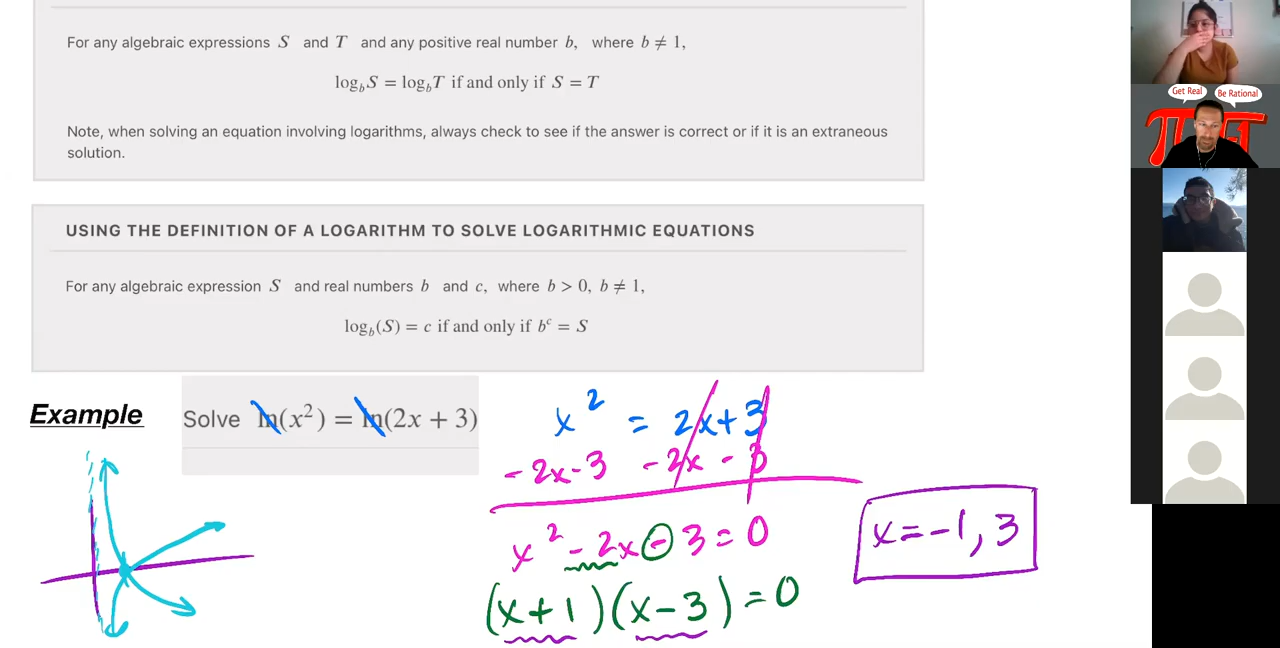 For any algebraic expressions S and T and any positive real number b, where b ≠ 1,
log_b S = log_b T if and only if S = T
Note, when solving an equation involving logarithms, always check to see if the answer is correct or if it is an extraneous
solution.
USING THE DEFINITION OF A LOGARITHM TO SOLVE LOGARITHMIC EQUATIONS
For any algebraic expression S and real numbers b and c, where b > 0, b ≠ 1,
log_b(S) = c if and only if b^c = S
Example
Solve ln(x²) = ln(2x + 3)
x² = 2x+3
-2x-3 -2x-3
x² -2x-3=0
(x+1)(x-3)=0
x=-1,3
Get Real
Be Rational